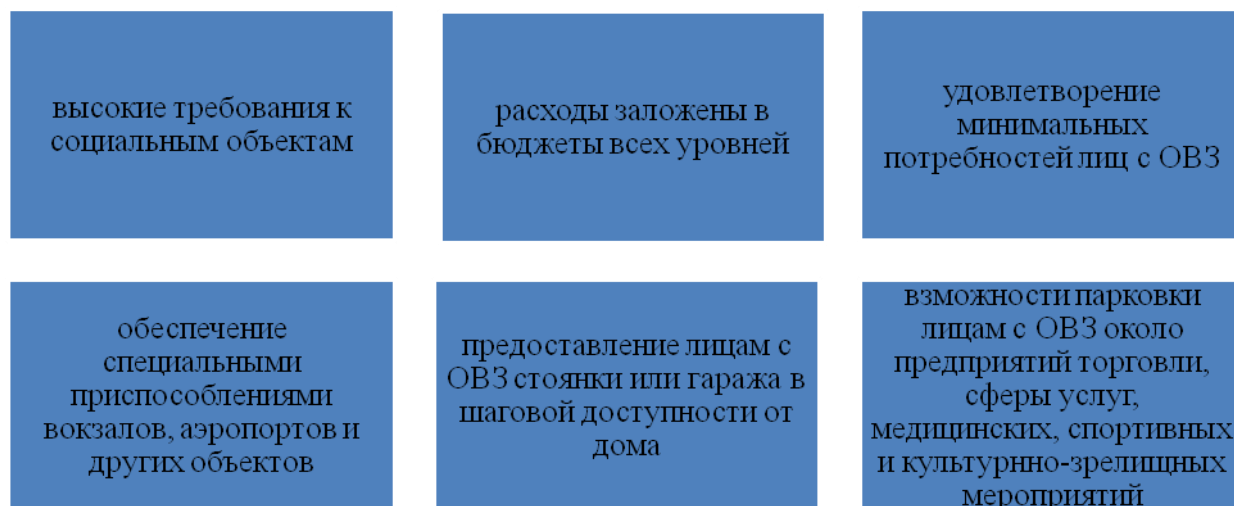 высокие требования к
социальным объектам
расходы заложены в
бюджеты всех уровней
удовлетворение
минимальных
потребностей лиц с ОВЗ
обеспечение
специальными
приспособлениями
вокзалов, аэропортов и
других объектов
предоставление лицам с
ОВЗ стоянки или гаража в
шаговой доступности от
дома
взможности парковки
лицам с ОВЗ около
предприятий торговли,
сферы услуг,
медицинских, спортивных
и культурнно-зрелищных
мероприятий